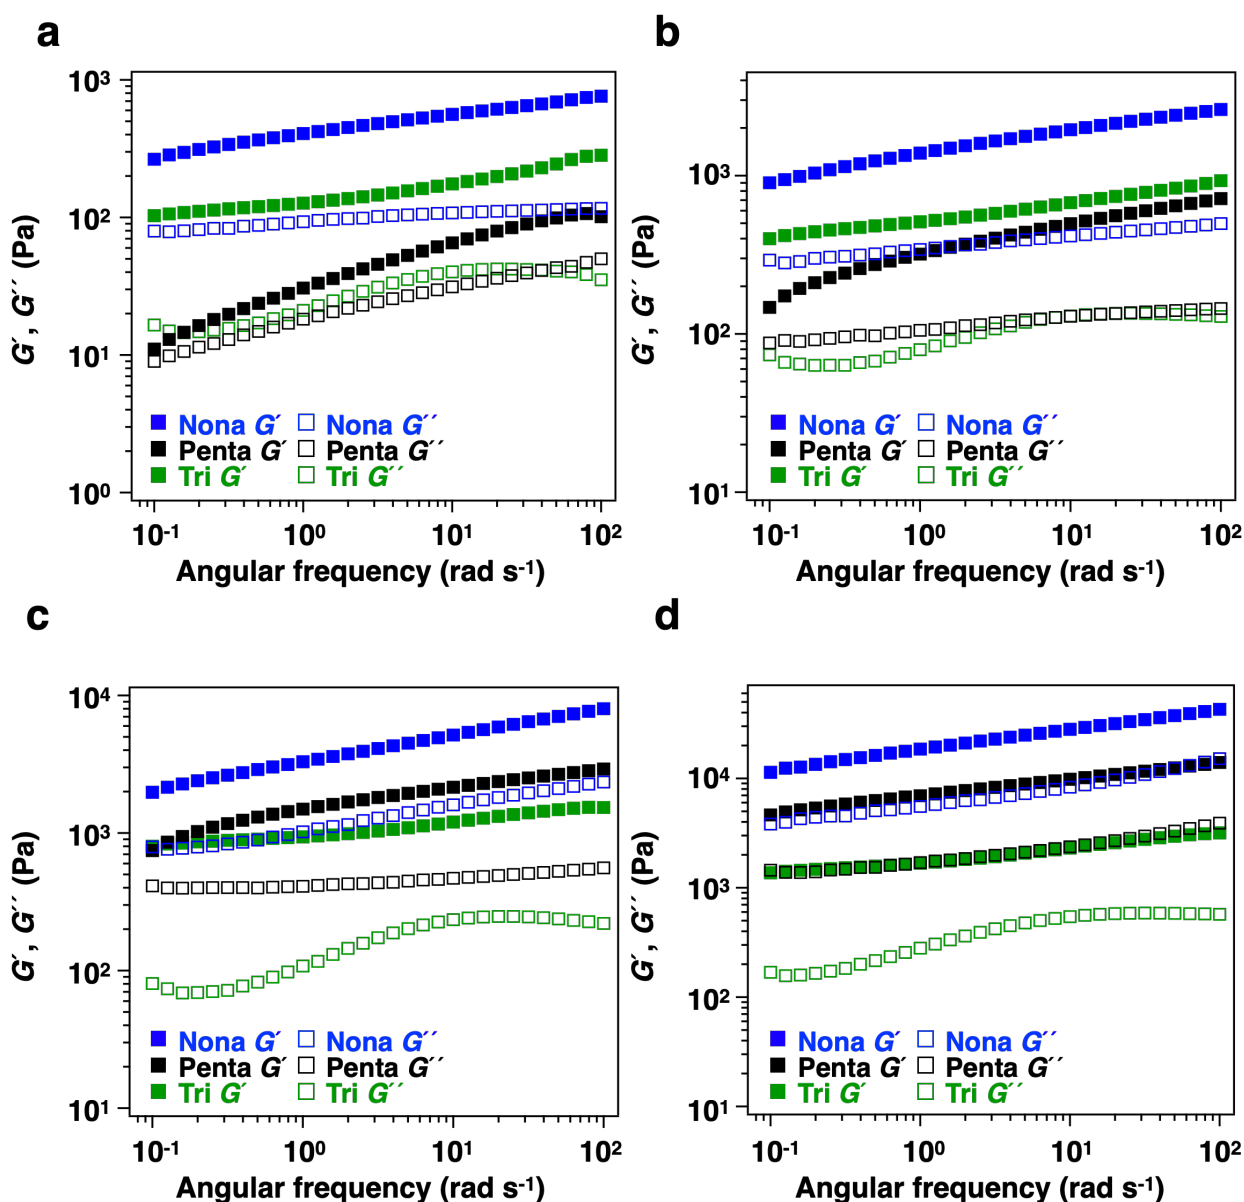 a
10³
10²
10¹
10⁰
G′, G′′ (Pa)
Nona G′ Nona G′′
Penta G′ Penta G′′
Tri G′ Tri G′′
10⁻¹ 10⁰ 10¹ 10²
Angular frequency (rad s⁻¹)
b
10³
10²
10¹
G′, G′′ (Pa)
Nona G′ Nona G′′
Penta G′ Penta G′′
Tri G′ Tri G′′
10⁻¹ 10⁰ 10¹ 10²
Angular frequency (rad s⁻¹)
c
10⁴
10³
10²
10¹
G′, G′′ (Pa)
Nona G′ Nona G′′
Penta G′ Penta G′′
Tri G′ Tri G′′
10⁻¹ 10⁰ 10¹ 10²
Angular frequency (rad s⁻¹)
d
10⁴
10³
10²
10¹
G′, G′′ (Pa)
Nona G′ Nona G′′
Penta G′ Penta G′′
Tri G′ Tri G′′
10⁻¹ 10⁰ 10¹ 10²
Angular frequency (rad s⁻¹)